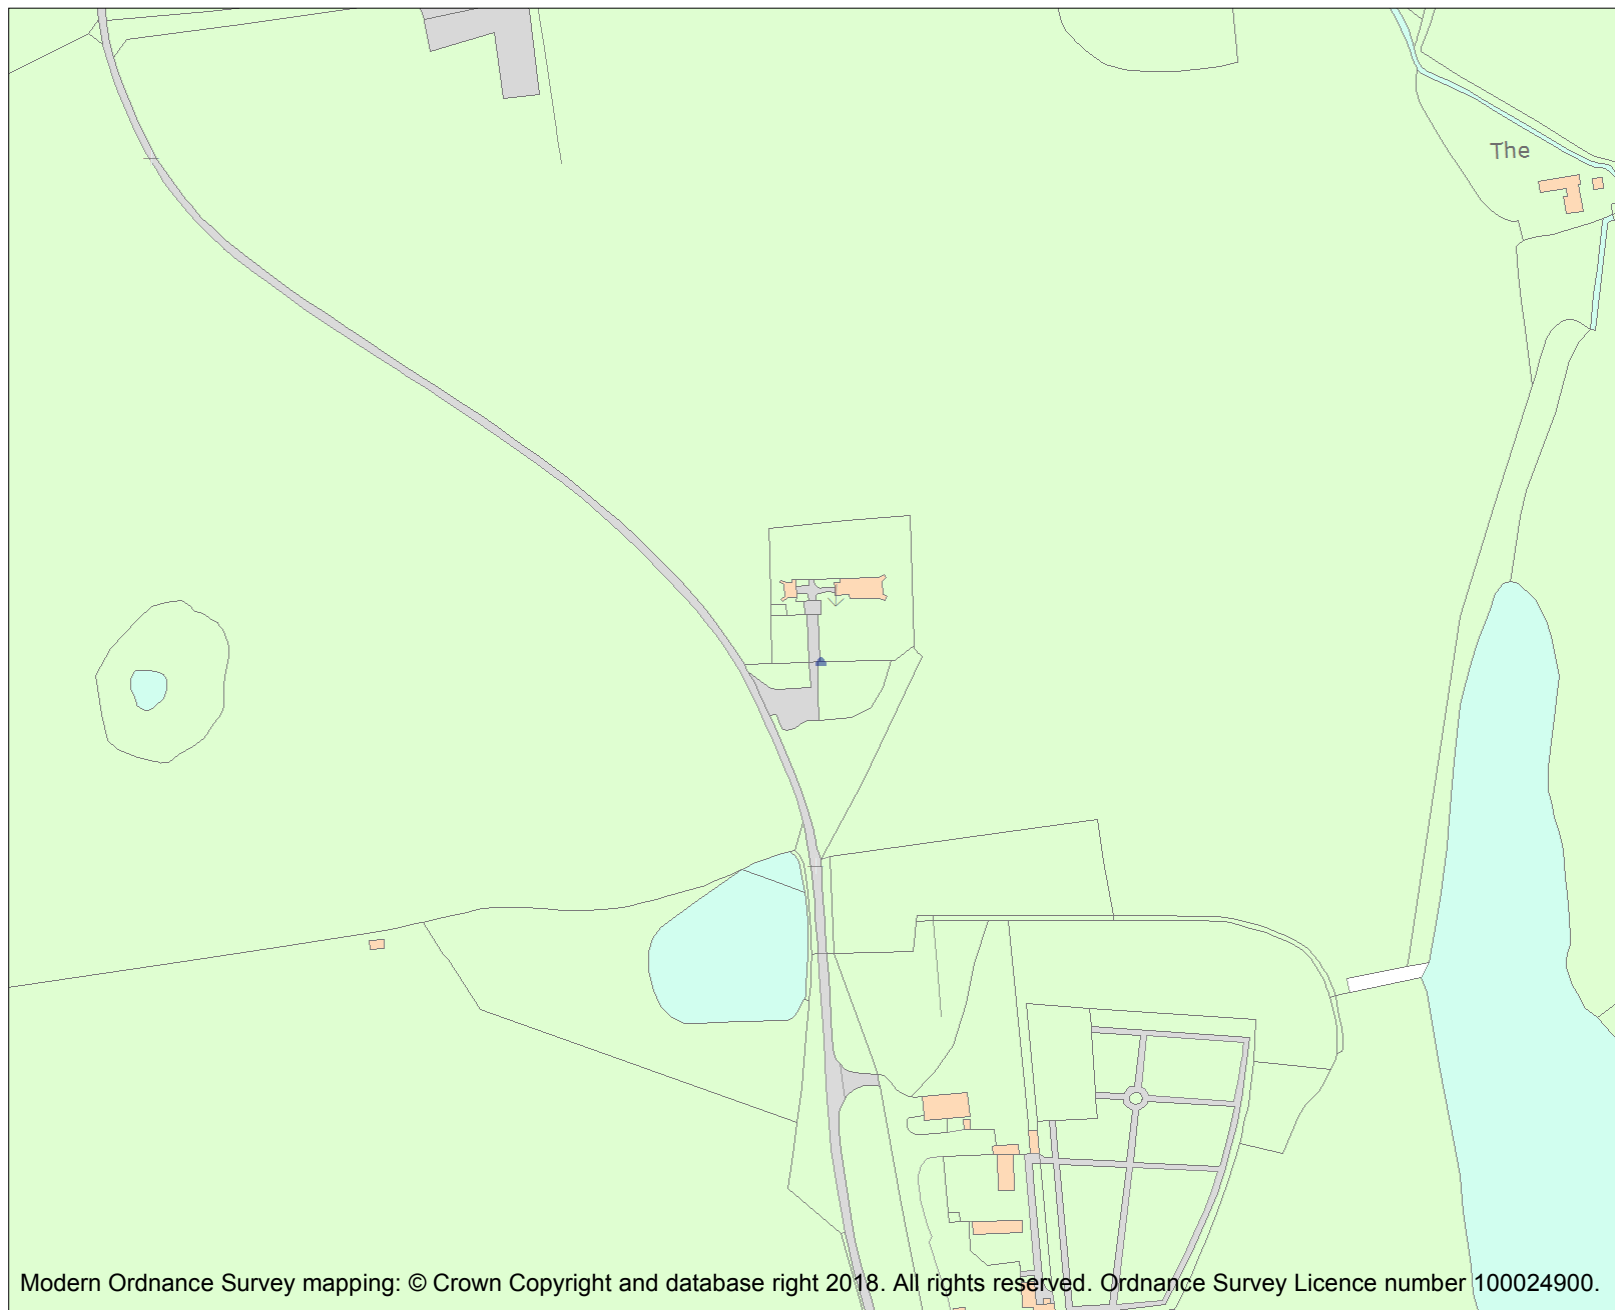 The
Modern Ordnance Survey mapping: © Crown Copyright and database right 2018. All rights reserved. Ordnance Survey Licence number 100024900.